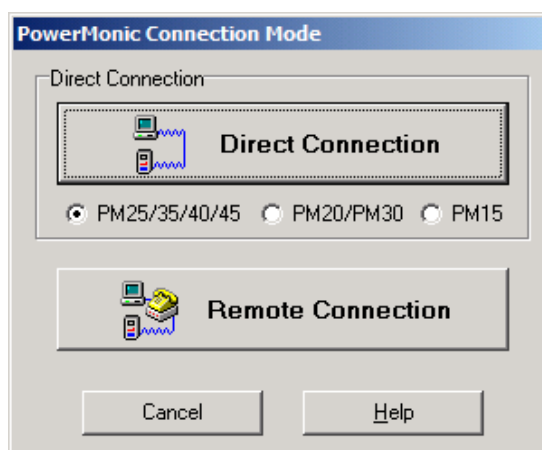 PowerMonic Connection Mode
Direct Connection
Direct Connection
PM25/35/40/45 PM20/PM30 PM15
Remote Connection
Cancel Help